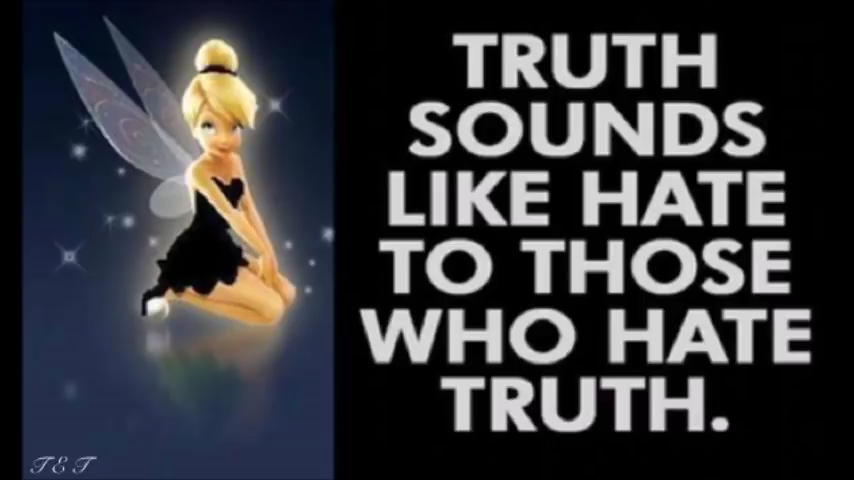 TRUTH
SOUNDS
LIKE HATE
TO THOSE
WHO HATE
TRUTH.
T&T